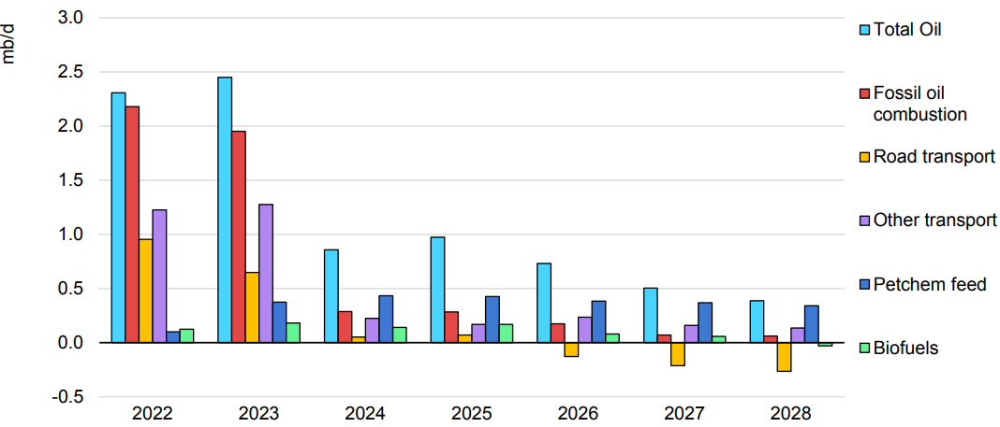 mb/d
3.0
2.5
2.0
1.5
1.0
0.5
0.0
-0.5
2022 2023 2024 2025 2026 2027 2028
Total Oil
Fossil oil
combustion
Road transport
Other transport
Petchem feed
Biofuels